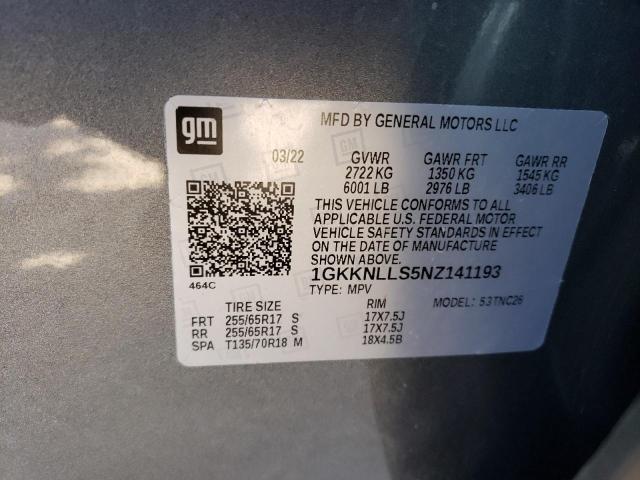 gm
MFD BY GENERAL MOTORS LLC
03/22 GVWR GAWR FRT GAWR RR
2722 KG 1350 KG 1545 KG
6001 LB 2976 LB 3406 LB
THIS VEHICLE CONFORMS TO ALL
APPLICABLE U.S. FEDERAL MOTOR
VEHICLE SAFETY STANDARDS IN EFFECT
ON THE DATE OF MANUFACTURE
SHOWN ABOVE.
1GKKNLLS5NZ141193
464C
TYPE: MPV MODEL: 53TNC26
TIRE SIZE RIM
FRT 255/65R17 S 17X7.5J
RR 255/65R17 S 17X7.5J
SPA T135/70R18 M 18X4.5B